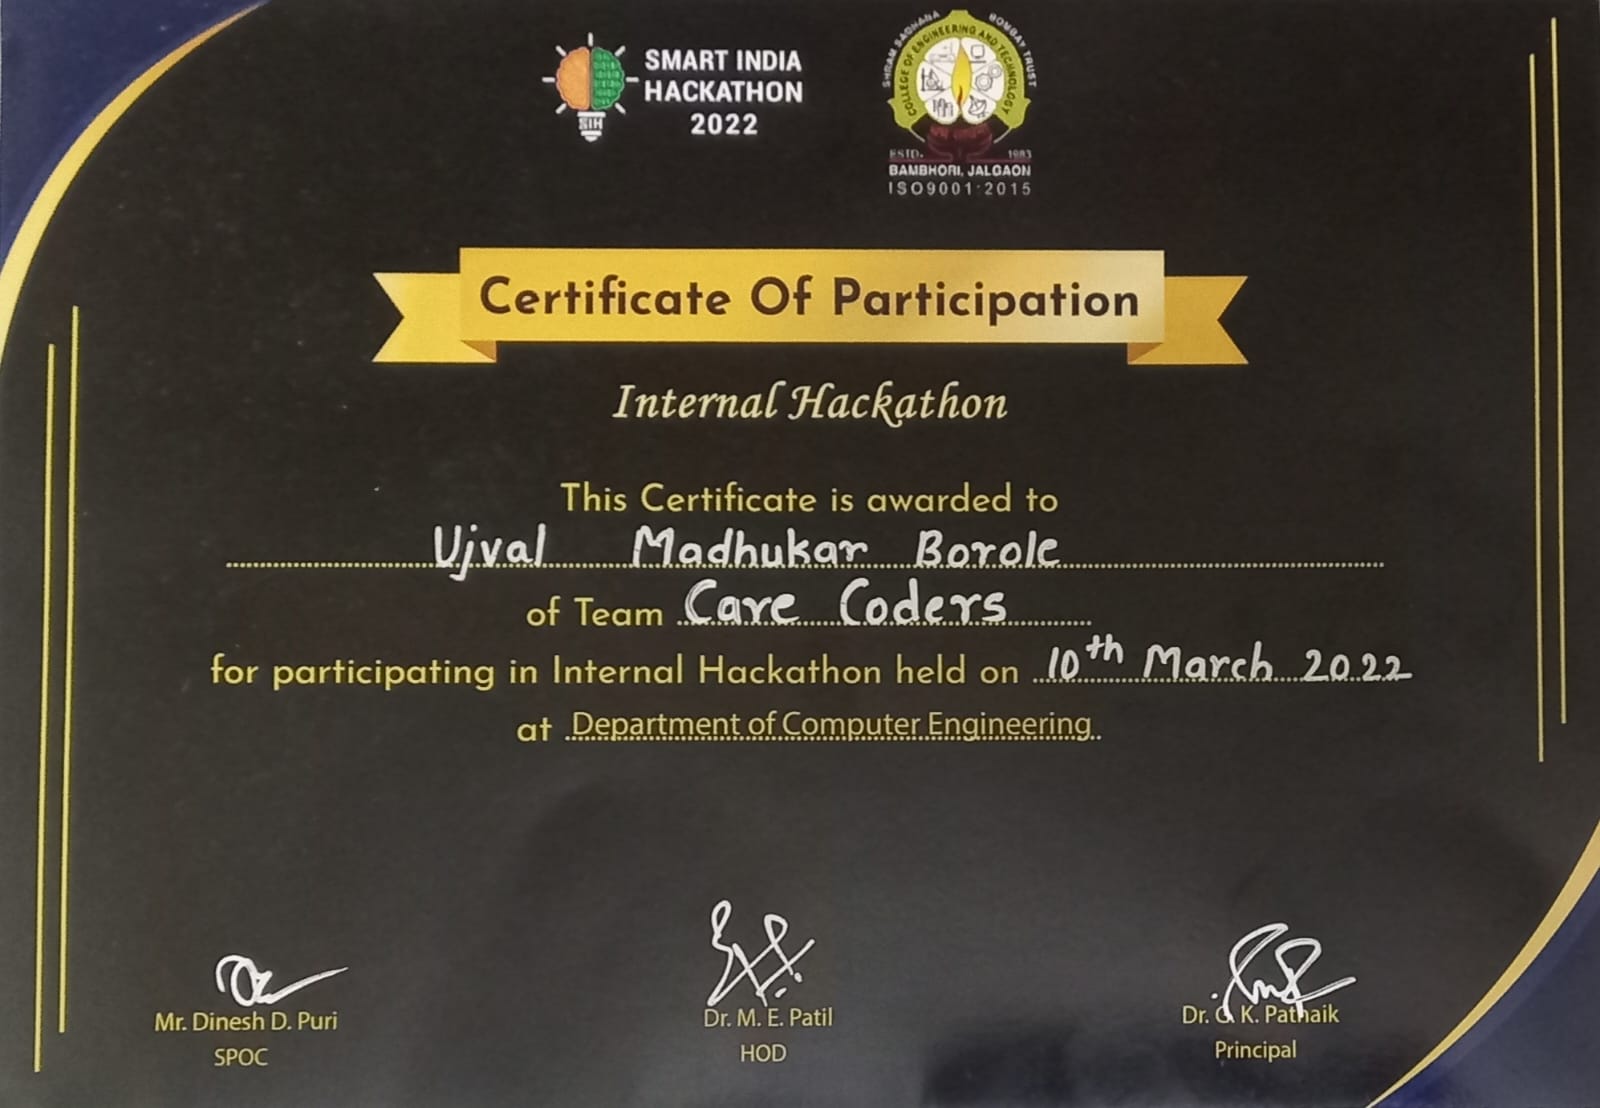 SMART INDIA
HACKATHON
2022
SIH
SHRAM SADHANA BOMBAY TRUST
COLLEGE OF ENGINEERING AND TECHNOLOGY
ESTD. 1983
BAMBHORI, JALGAON
ISO9001:2015
Certificate Of Participation
Internal Hackathon
This Certificate is awarded to
Ujval Madhukar Borole
of Team Care Coders
for participating in Internal Hackathon held on 10th March 2022
at Department of Computer Engineering
Mr. Dinesh D. Puri
SPOC
Dr. M. E. Patil
HOD
Dr. G. K. Patnaik
Principal